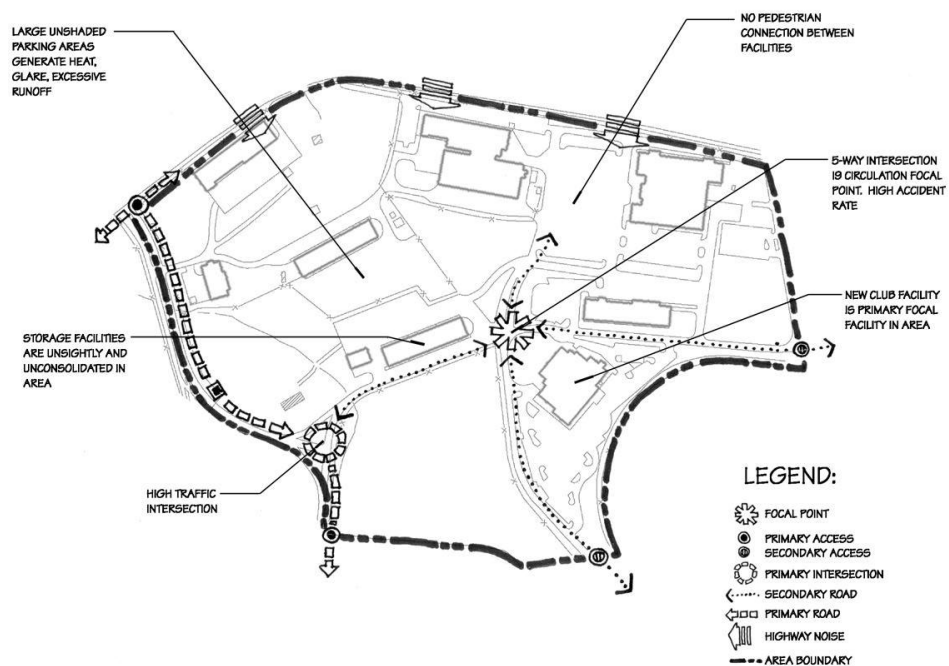 LARGE UNSHADED
PARKING AREAS
GENERATE HEAT,
GLARE, EXCESSIVE
RUNOFF
NO PEDESTRIAN
CONNECTION BETWEEN
FACILITIES
5-WAY INTERSECTION
IS CIRCULATION FOCAL
POINT. HIGH ACCIDENT
RATE
NEW CLUB FACILITY
IS PRIMARY FOCAL
FACILITY IN AREA
STORAGE FACILITIES
ARE UNSIGHTLY AND
UNCONSOLIDATED IN
AREA
HIGH TRAFFIC
INTERSECTION
LEGEND:
FOCAL POINT
PRIMARY ACCESS
SECONDARY ACCESS
PRIMARY INTERSECTION
SECONDARY ROAD
PRIMARY ROAD
HIGHWAY NOISE
AREA BOUNDARY